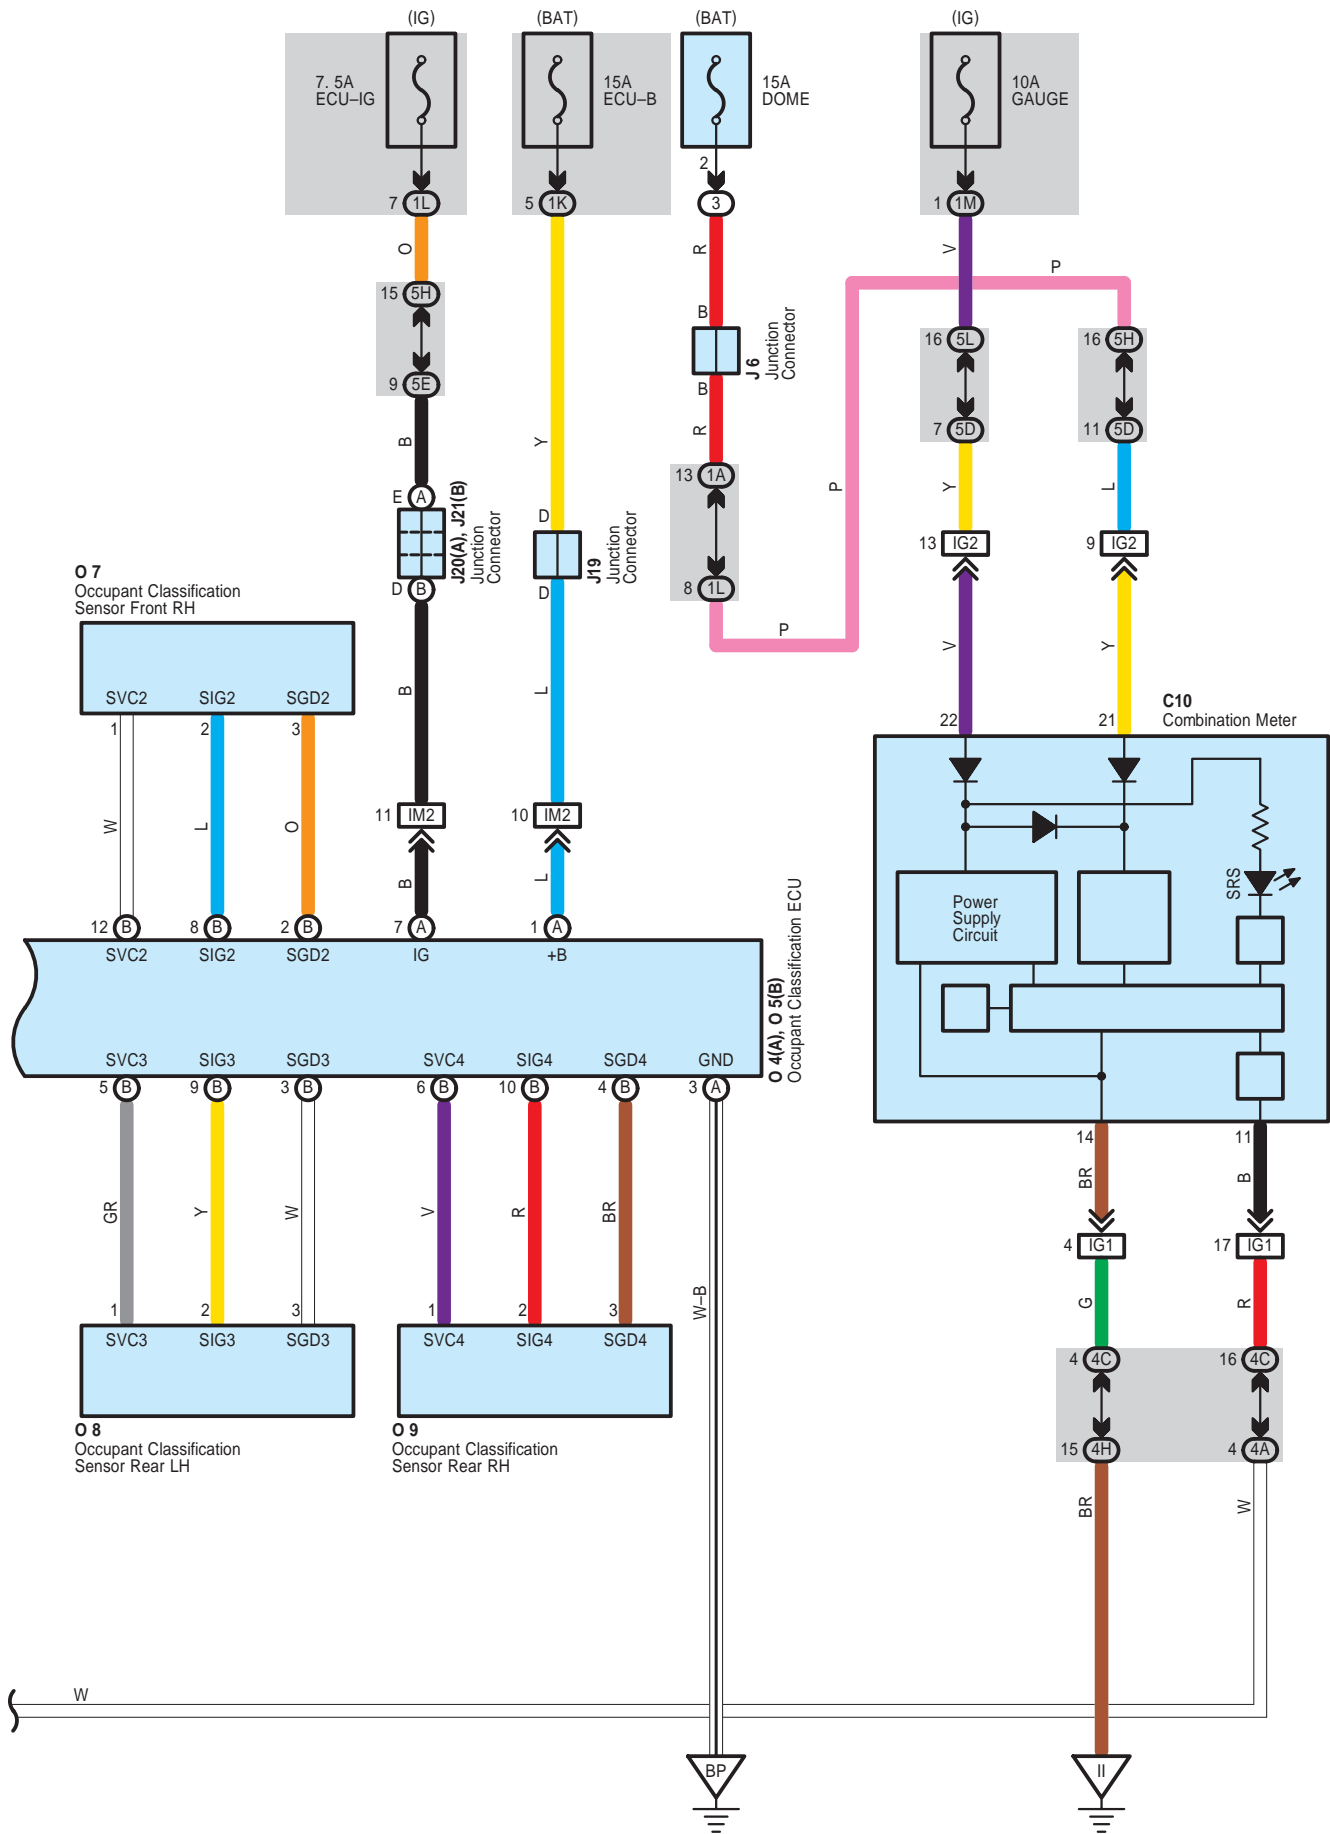 (IG)
(BAT)
(BAT)
(IG)
7. 5A
ECU–IG
15A
ECU–B
15A
DOME
10A
GAUGE
2
7 1L
5 1K
3
1 1M
O
R
V
P
15 5H
B
16 5L
16 5H
J 6
Junction
Connector
9 5E
B
7 5D
11 5D
B
Y
R
P
Y
L
13 1A
E A
J20(A), J21(B)
Junction
Connector
D
J19
Junction
Connector
13 IG2
9 IG2
D B
D
8 1L
O 7
Occupant Classification
Sensor Front RH
P
B
L
V
Y
SVC2 SIG2 SGD2
1 2 3
C10
Combination Meter
22
21
W
L
O
11 IM2
10 IM2
B
L
SRS
Power
Supply
Circuit
12 B
8 B
2 B
7 A
1 A
SVC2 SIG2 SGD2 IG +B
O 4(A), O 5(B)
Occupant Classification ECU
SVC3 SIG3 SGD3 SVC4 SIG4 SGD4 GND
5 B
9 B
3 B
6 B
10 B
4 B
3 A
14
11
BR
B
GR
Y
W
V
R
BR
4 IG1
17 IG1
W–B
G
R
1 2 3 1 2 3
SVC3 SIG3 SGD3 SVC4 SIG4 SGD4
4 4C
16 4C
O 8
Occupant Classification
Sensor Rear LH
O 9
Occupant Classification
Sensor Rear RH
15 4H
4 4A
BR
W
W
BP
II